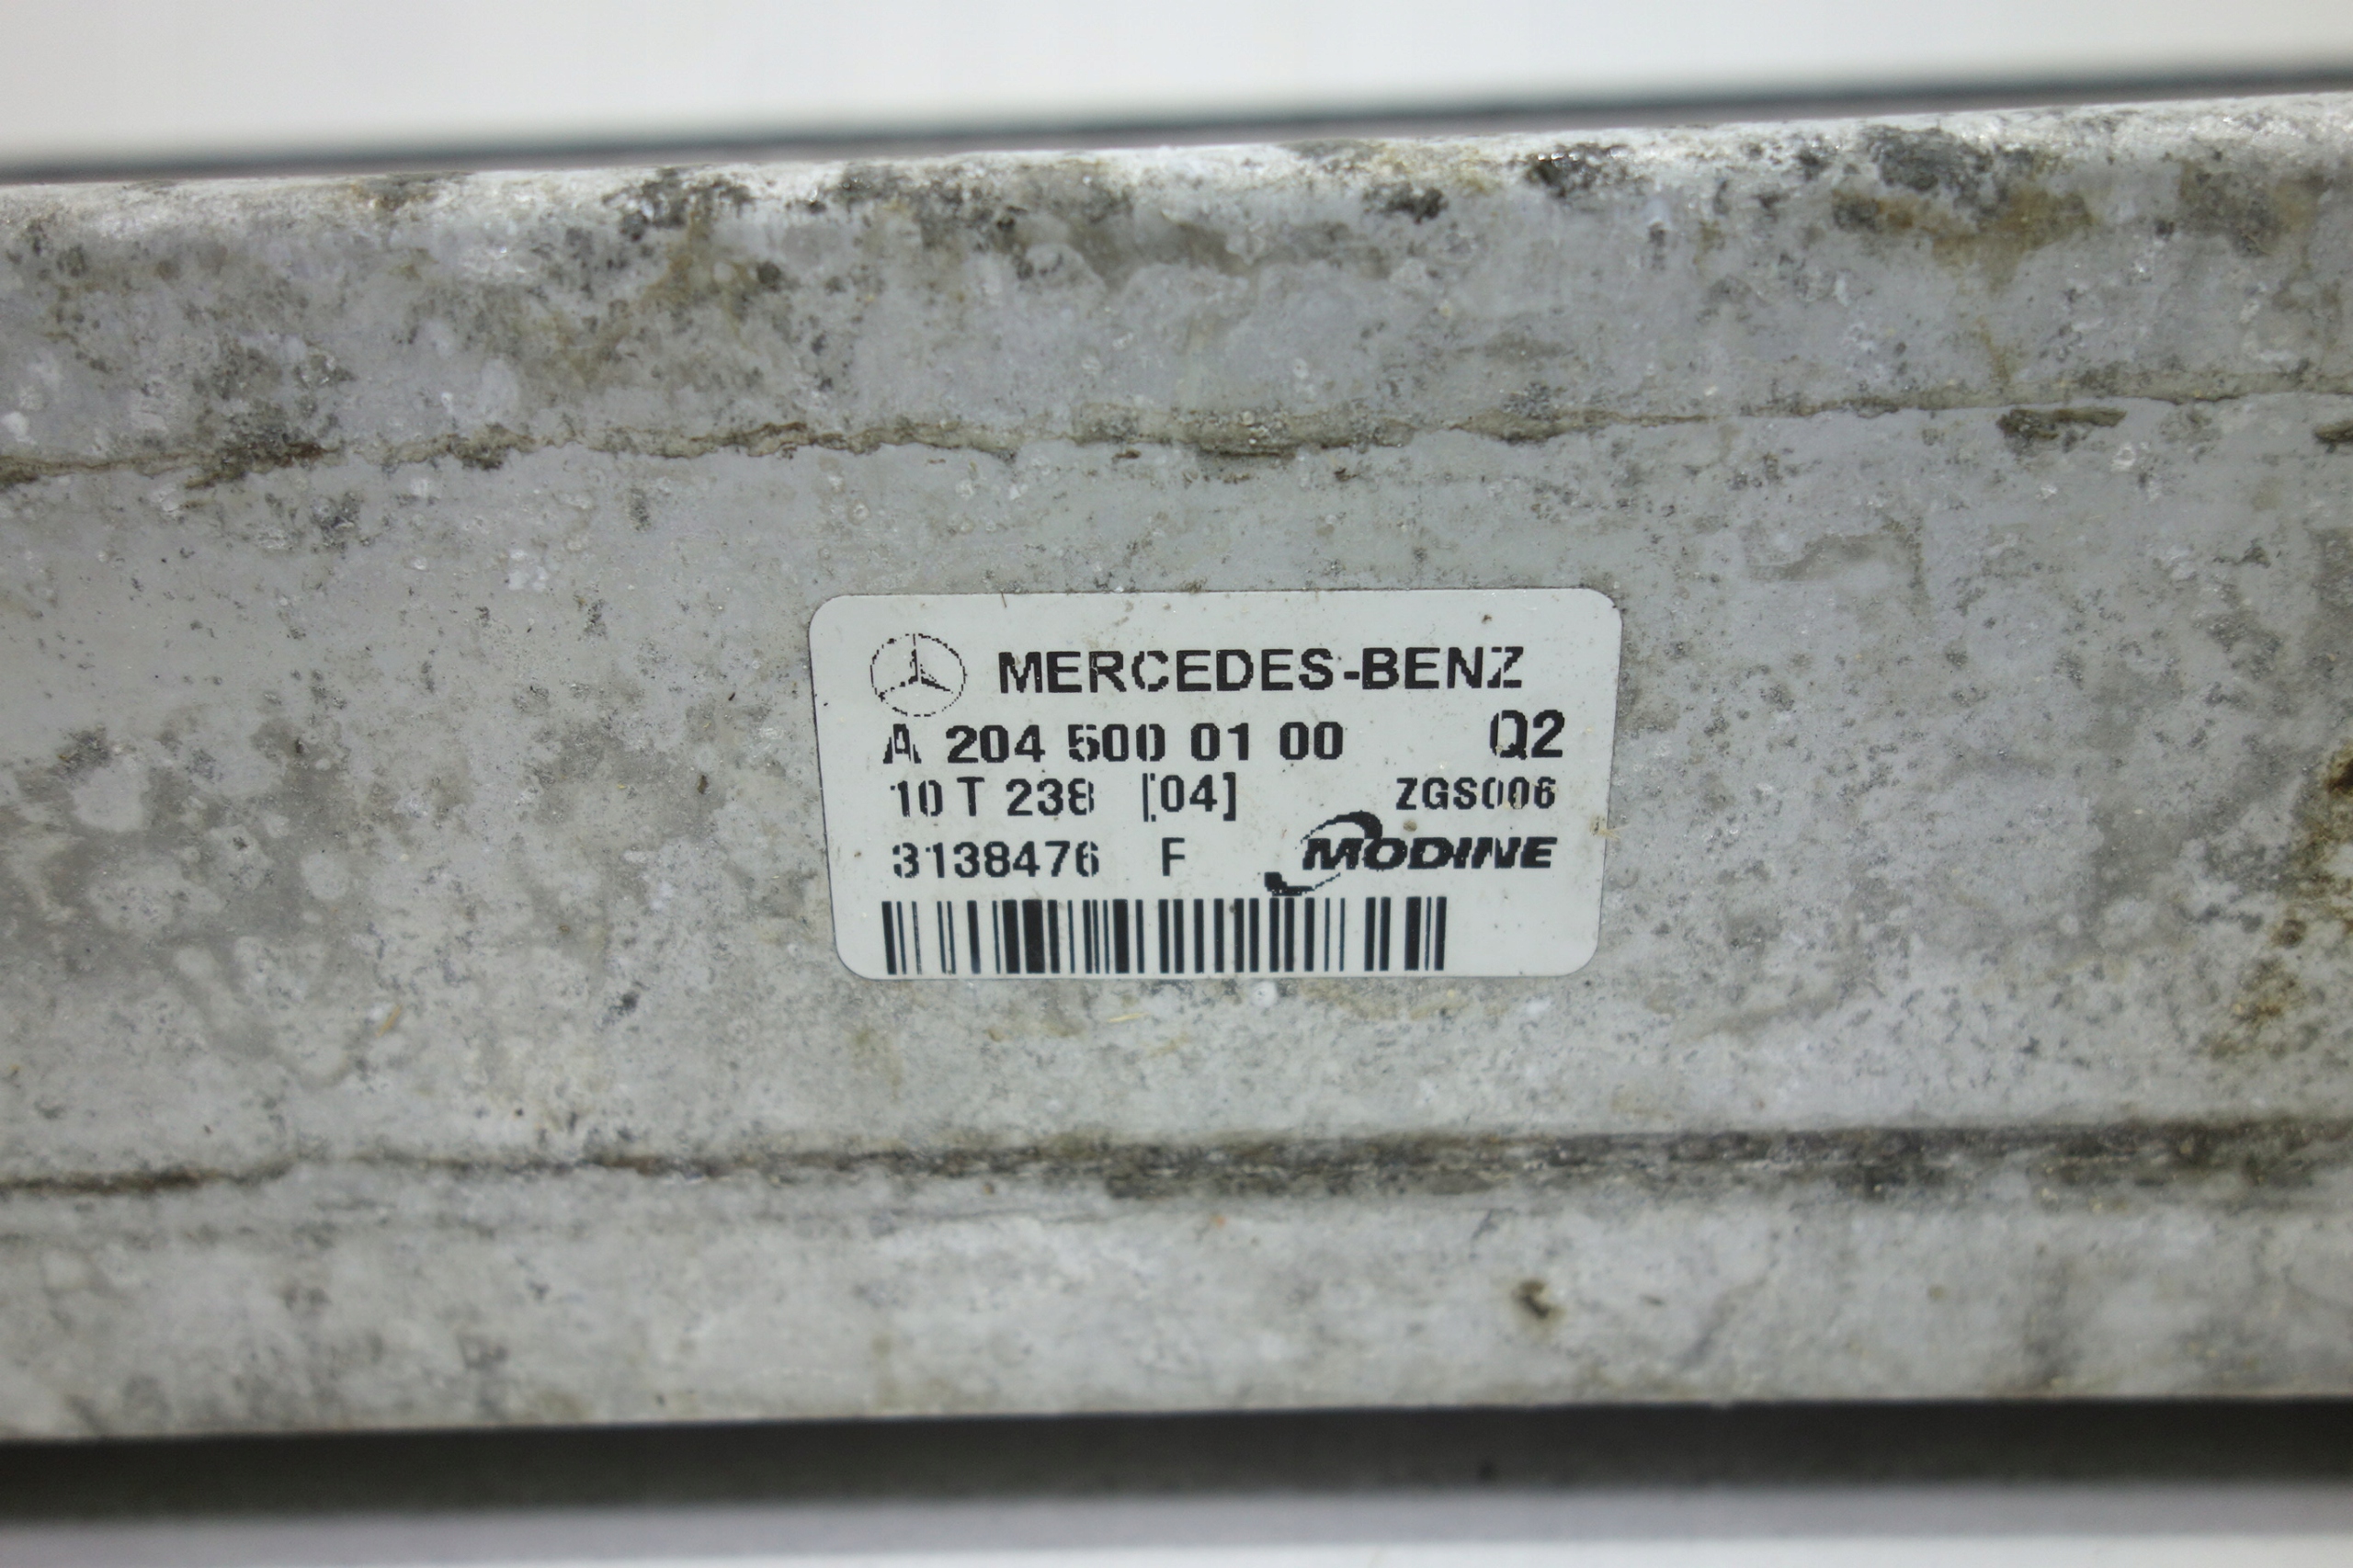 MERCEDES-BENZ
A 204 500 01 00 Q2
10 T 238 [04] ZGS006
3138476 F MODINE